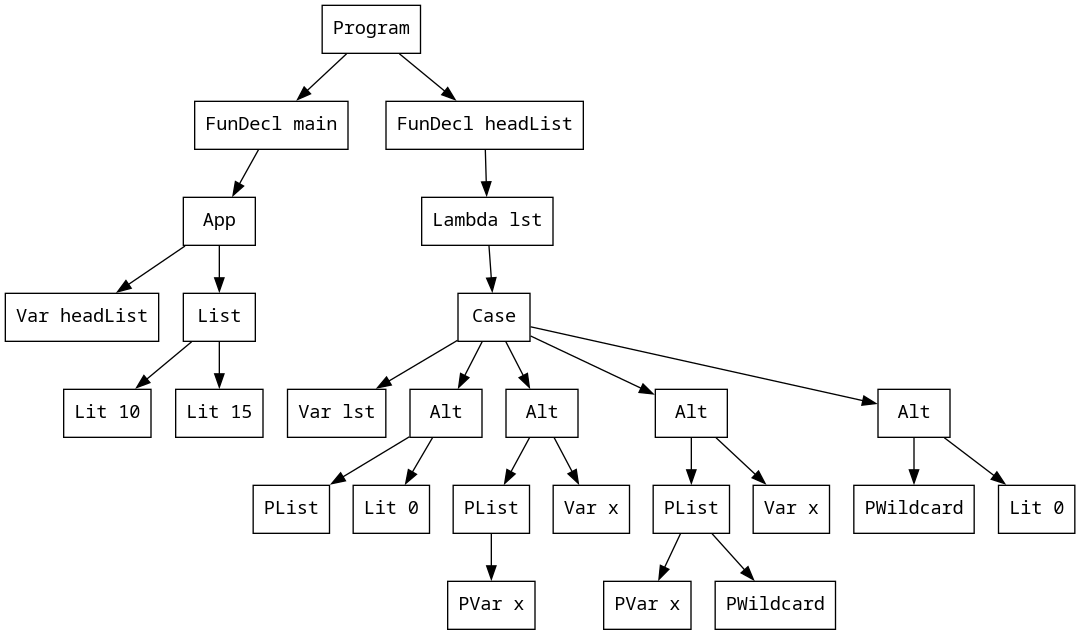 Program
FunDecl main
FunDecl headList
App
Lambda lst
Var headList
List
Case
Lit 10
Lit 15
Var lst
Alt
Alt
Alt
Alt
PList
Lit 0
PList
Var x
PList
Var x
PWildcard
Lit 0
PVar x
PVar x
PWildcard